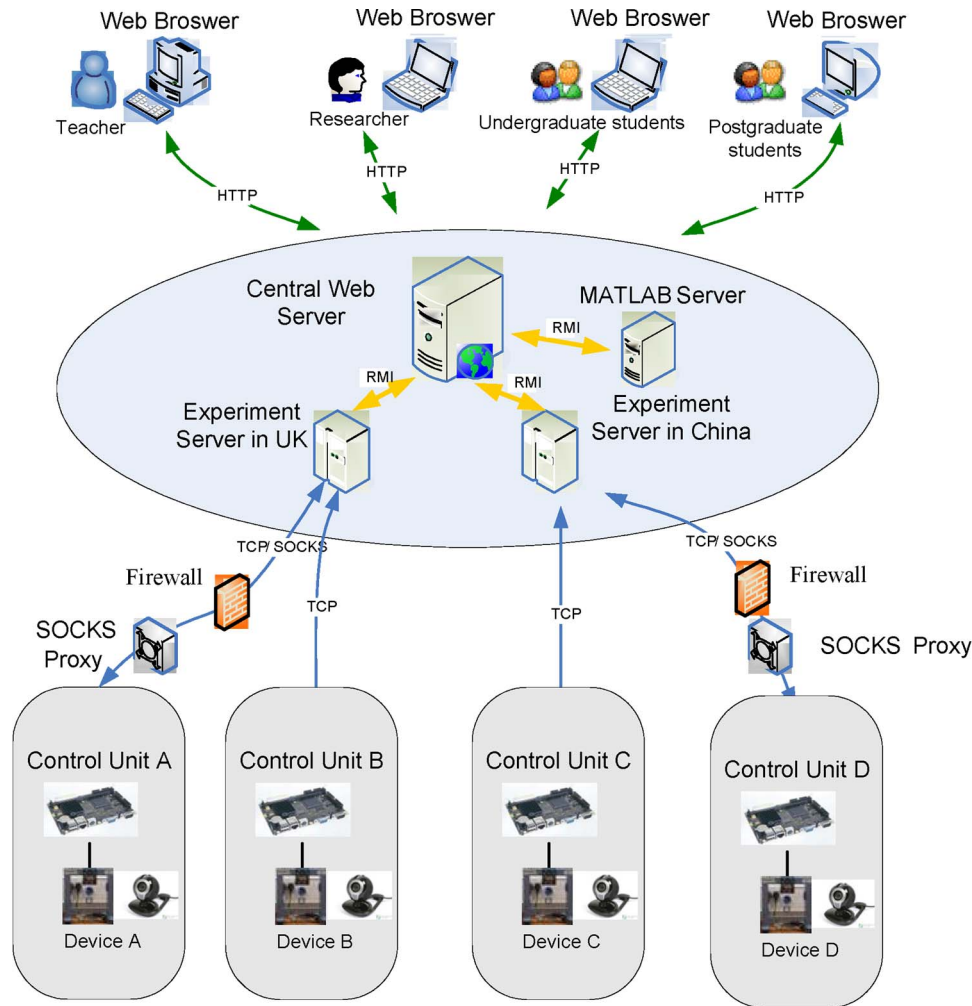 Web Broswer
Web Broswer
Web Broswer
Web Broswer
Teacher
Researcher
Undergraduate students
Postgraduate
students
HTTP
HTTP
HTTP
HTTP
Central Web
Server
MATLAB Server
RMI
RMI
RMI
Experiment
Server in UK
Experiment
Server in China
TCP/ SOCKS
TCP/ SOCKS
Firewall
Firewall
TCP
TCP
SOCKS
Proxy
SOCKS Proxy
Control Unit A
Control Unit B
Control Unit C
Control Unit D
Device A
Device B
Device C
Device D